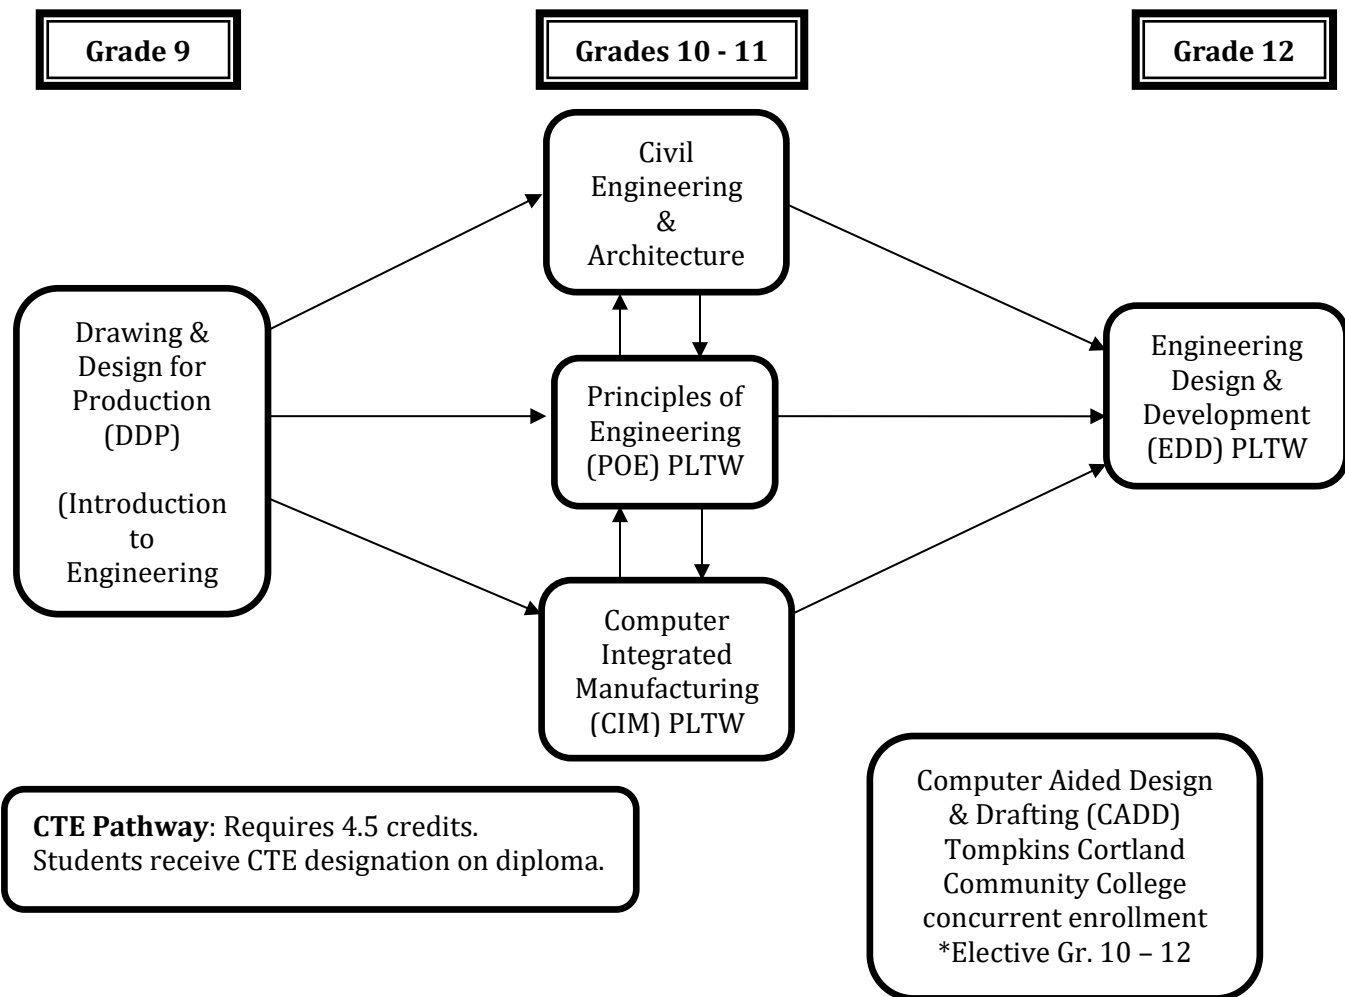 Grade 9
Grades 10 - 11
Grade 12
Civil
Engineering
&
Architecture
Drawing &
Design for
Production
(DDP)
(Introduction
to
Engineering
Principles of
Engineering
(POE) PLTW
Engineering
Design &
Development
(EDD) PLTW
Computer
Integrated
Manufacturing
(CIM) PLTW
CTE Pathway: Requires 4.5 credits.
Students receive CTE designation on diploma.
Computer Aided Design
& Drafting (CADD)
Tompkins Cortland
Community College
concurrent enrollment
*Elective Gr. 10 – 12